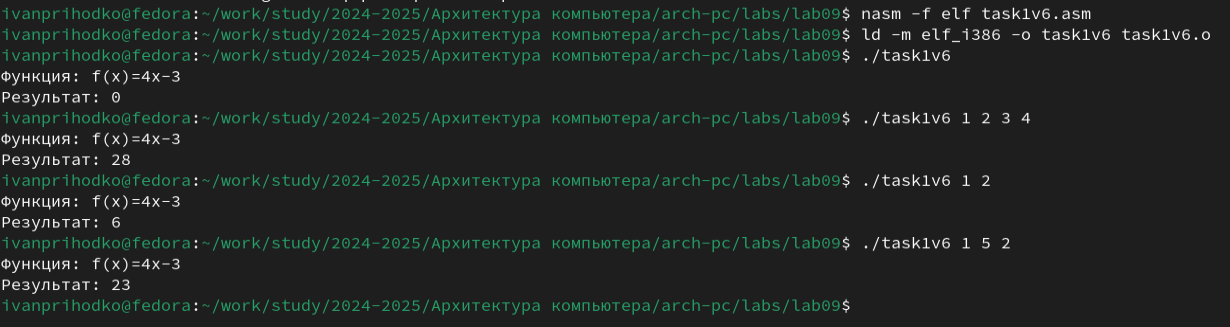 ivanprihodko@fedora:~/work/study/2024-2025/Архитектура компьютера/arch-pc/labs/lab09$ nasm -f elf task1v6.asm
ivanprihodko@fedora:~/work/study/2024-2025/Архитектура компьютера/arch-pc/labs/lab09$ ld -m elf_i386 -o task1v6 task1v6.o
ivanprihodko@fedora:~/work/study/2024-2025/Архитектура компьютера/arch-pc/labs/lab09$ ./task1v6
Функция: f(x)=4x-3
Результат: 0
ivanprihodko@fedora:~/work/study/2024-2025/Архитектура компьютера/arch-pc/labs/lab09$ ./task1v6 1 2 3 4
Функция: f(x)=4x-3
Результат: 28
ivanprihodko@fedora:~/work/study/2024-2025/Архитектура компьютера/arch-pc/labs/lab09$ ./task1v6 1 2
Функция: f(x)=4x-3
Результат: 6
ivanprihodko@fedora:~/work/study/2024-2025/Архитектура компьютера/arch-pc/labs/lab09$ ./task1v6 1 5 2
Функция: f(x)=4x-3
Результат: 23
ivanprihodko@fedora:~/work/study/2024-2025/Архитектура компьютера/arch-pc/labs/lab09$